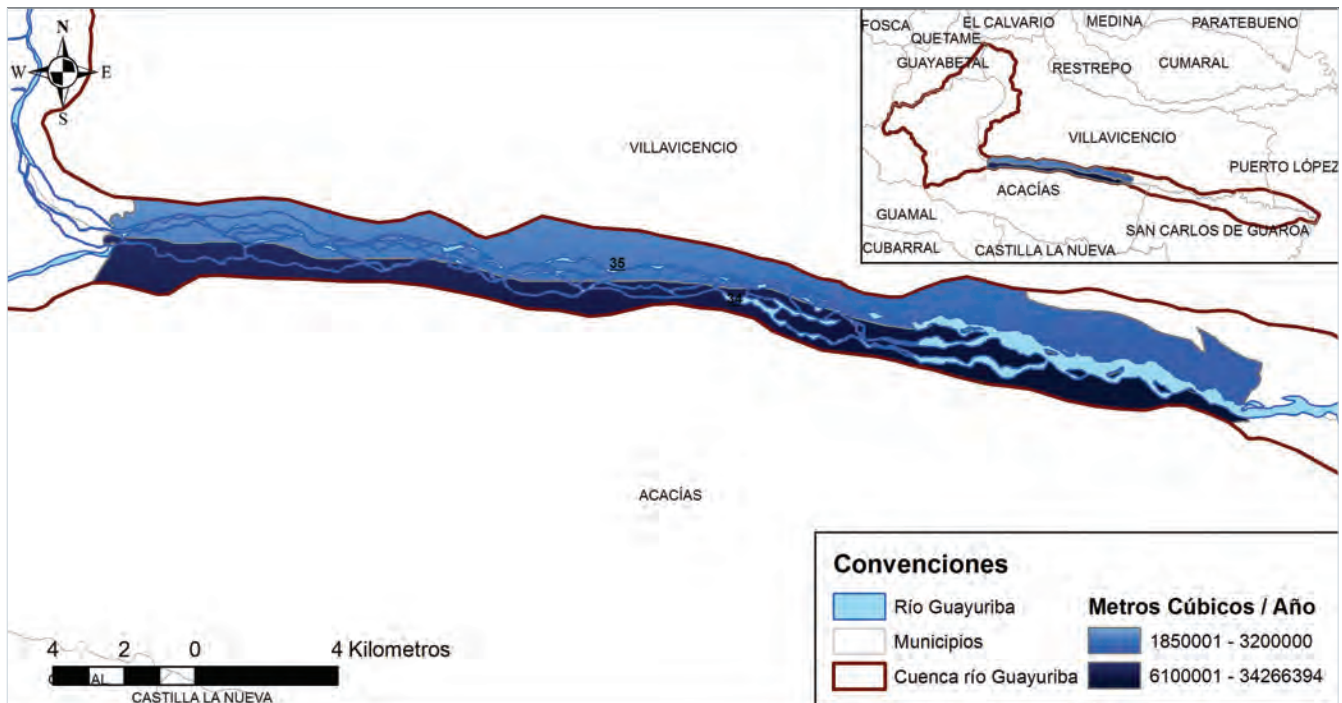 N
W
E
S
FOSCA
EL CALVARIO
MEDINA
PARATEBUENO
QUETAME
GUAYABETAL
RESTREPO
CUMARAL
VILLAVICENCIO
PUERTO LÓPEZ
ACACÍAS
GUAMAL
SAN CARLOS DE GUAROA
CUBARRAL
CASTILLA LA NUEVA
VILLAVICENCIO
35
34
ACACÍAS
4 2 0 4 Kilometros
CASTILLA LA NUEVA
Convenciones
Río Guayuriba
Municipios
Cuenca río Guayuriba
Metros Cúbicos / Año
1850001 - 3200000
6100001 - 34266394